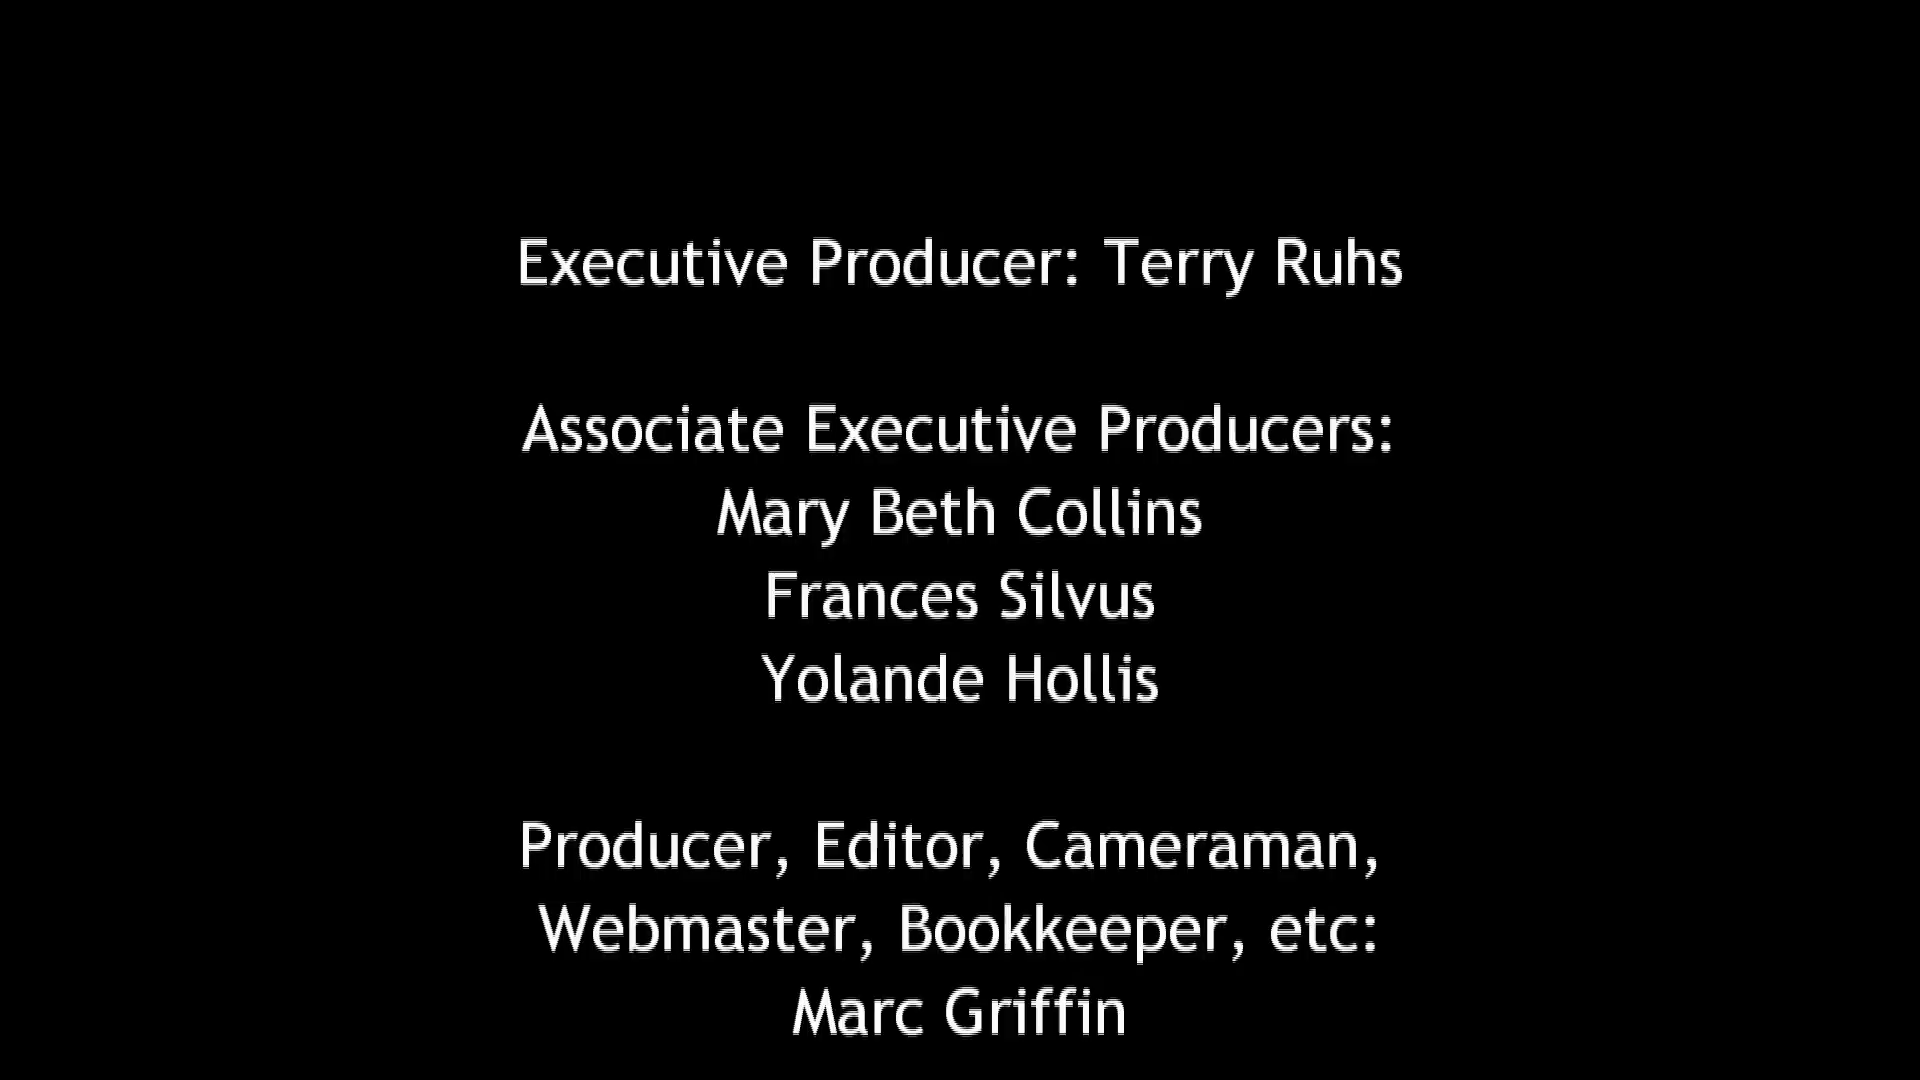 Executive Producer: Terry Ruhs
Associate Executive Producers:
Mary Beth Collins
Frances Silvus
Yolande Hollis
Producer, Editor, Cameraman,
Webmaster, Bookkeeper, etc:
Marc Griffin